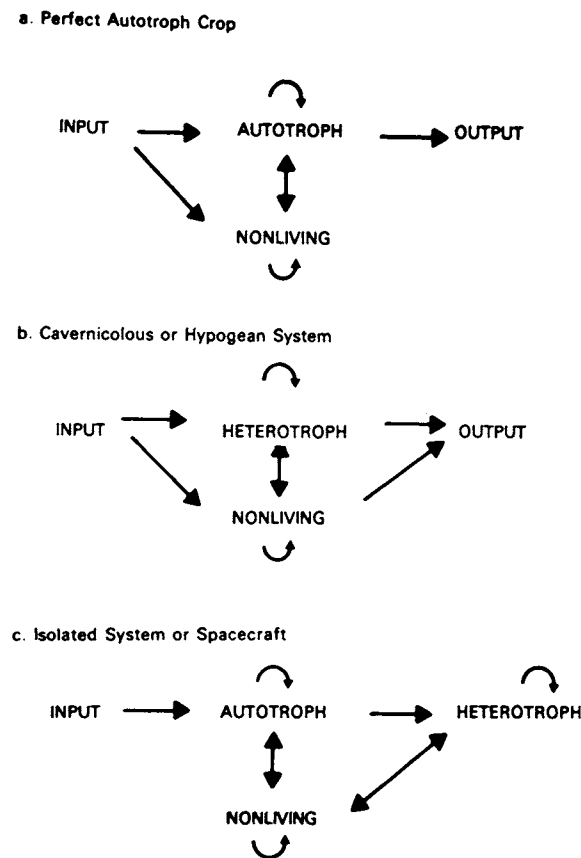 a. Perfect Autotroph Crop
INPUT AUTOTROPH OUTPUT
NONLIVING
b. Cavernicolous or Hypogean System
INPUT HETEROTROPH OUTPUT
NONLIVING
c. Isolated System or Spacecraft
INPUT AUTOTROPH HETEROTROPH
NONLIVING